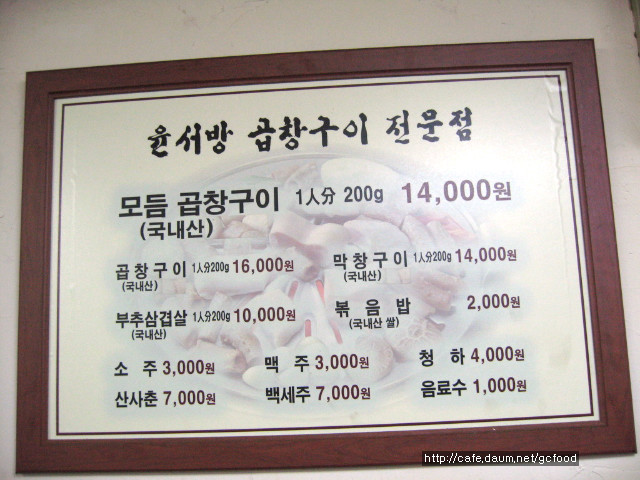 윤서방 곱창구이 전문점
모듬 곱창구이 1人分 200g 14,000원
(국내산)
곱창구이 1人分200g 16,000원 막창구이 1人分200g 14,000원
(국내산) (국내산)
부추삼겹살 1人分200g 10,000원 볶음밥 2,000원
(국내산) (국내산 쌀)
소주 3,000원 맥주 3,000원 청하 4,000원
산사춘 7,000원 백세주 7,000원 음료수 1,000원
http://cafe.daum.net/gcfood